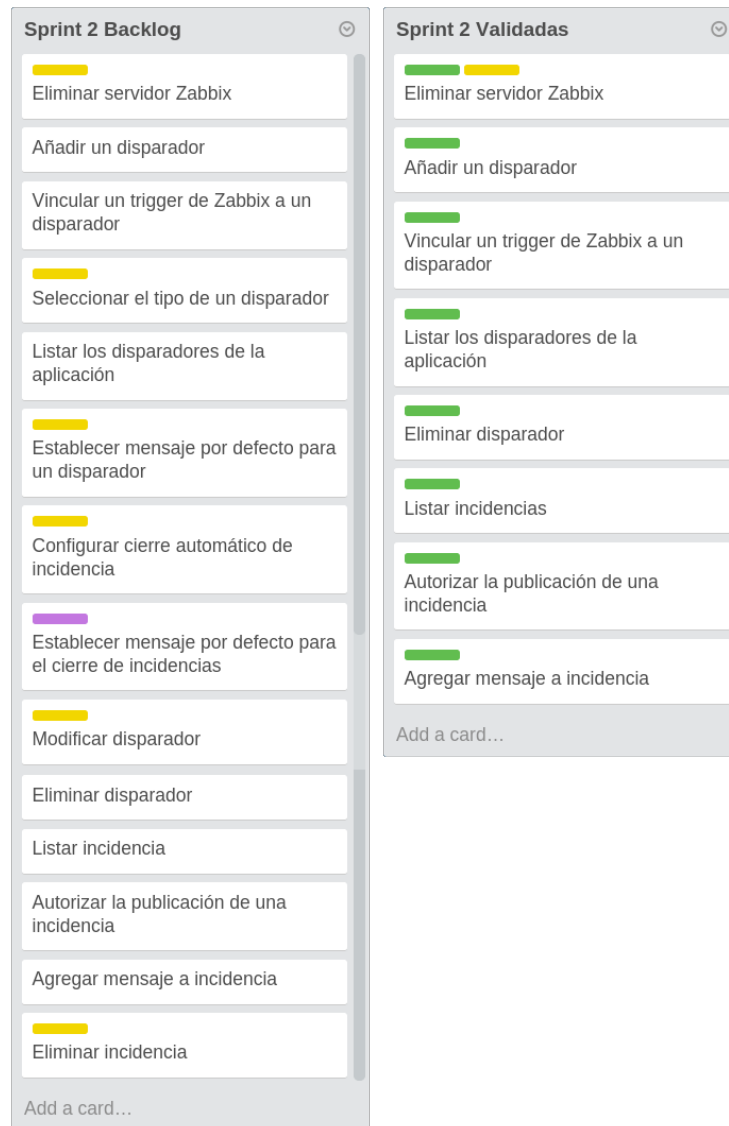 Sprint 2 Backlog
Eliminar servidor Zabbix
Añadir un disparador
Vincular un trigger de Zabbix a un
disparador
Seleccionar el tipo de un disparador
Listar los disparadores de la
aplicación
Establecer mensaje por defecto para
un disparador
Configurar cierre automático de
incidencia
Establecer mensaje por defecto para
el cierre de incidencias
Modificar disparador
Eliminar disparador
Listar incidencia
Autorizar la publicación de una
incidencia
Agregar mensaje a incidencia
Eliminar incidencia
Add a card…
Sprint 2 Validadas
Eliminar servidor Zabbix
Añadir un disparador
Vincular un trigger de Zabbix a un
disparador
Listar los disparadores de la
aplicación
Eliminar disparador
Listar incidencias
Autorizar la publicación de una
incidencia
Agregar mensaje a incidencia
Add a card…